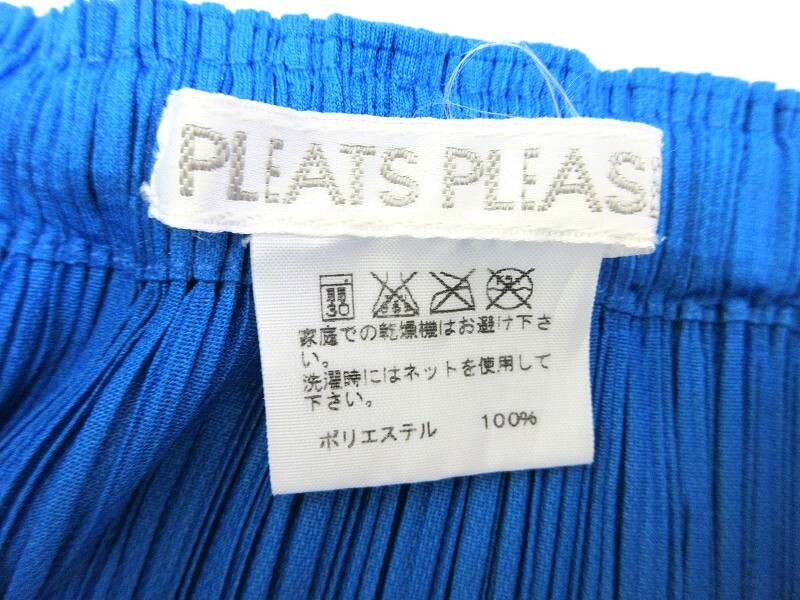 PLEATS PLEAS
弱
30
家庭での乾燥機はお避け下さ
い。
洗濯時にはネットを使用して
下さい。
ポリエステル 100%